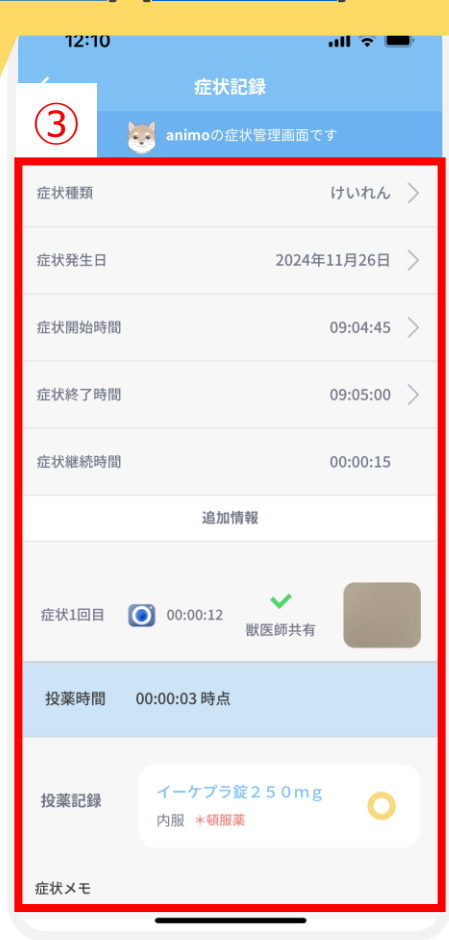 12:10
症状記録
③
animoの症状管理画面です
症状種類 けいれん
症状発生日 2024年11月26日
症状開始時間 09:04:45
症状終了時間 09:05:00
症状継続時間 00:00:15
追加情報
症状1回目 00:00:12 獣医師共有
投薬時間 00:00:03 時点
投薬記録
イーケプラ錠２５０ｍｇ
内服 *頓服薬
症状メモ